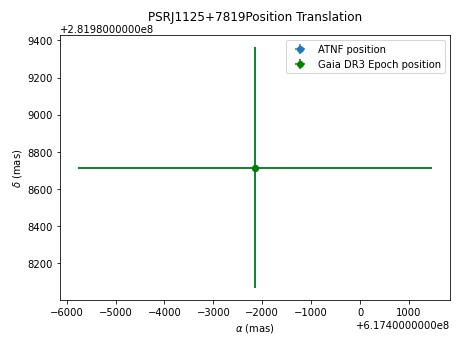 PSRJ1125+7819Position Translation
+2.8198000000e8
9400
9200
9000
8800
8600
8400
8200
δ (mas)
ATNF position
Gaia DR3 Epoch position
−6000 −5000 −4000 −3000 −2000 −1000 0 1000
+6.1740000000e8
α (mas)